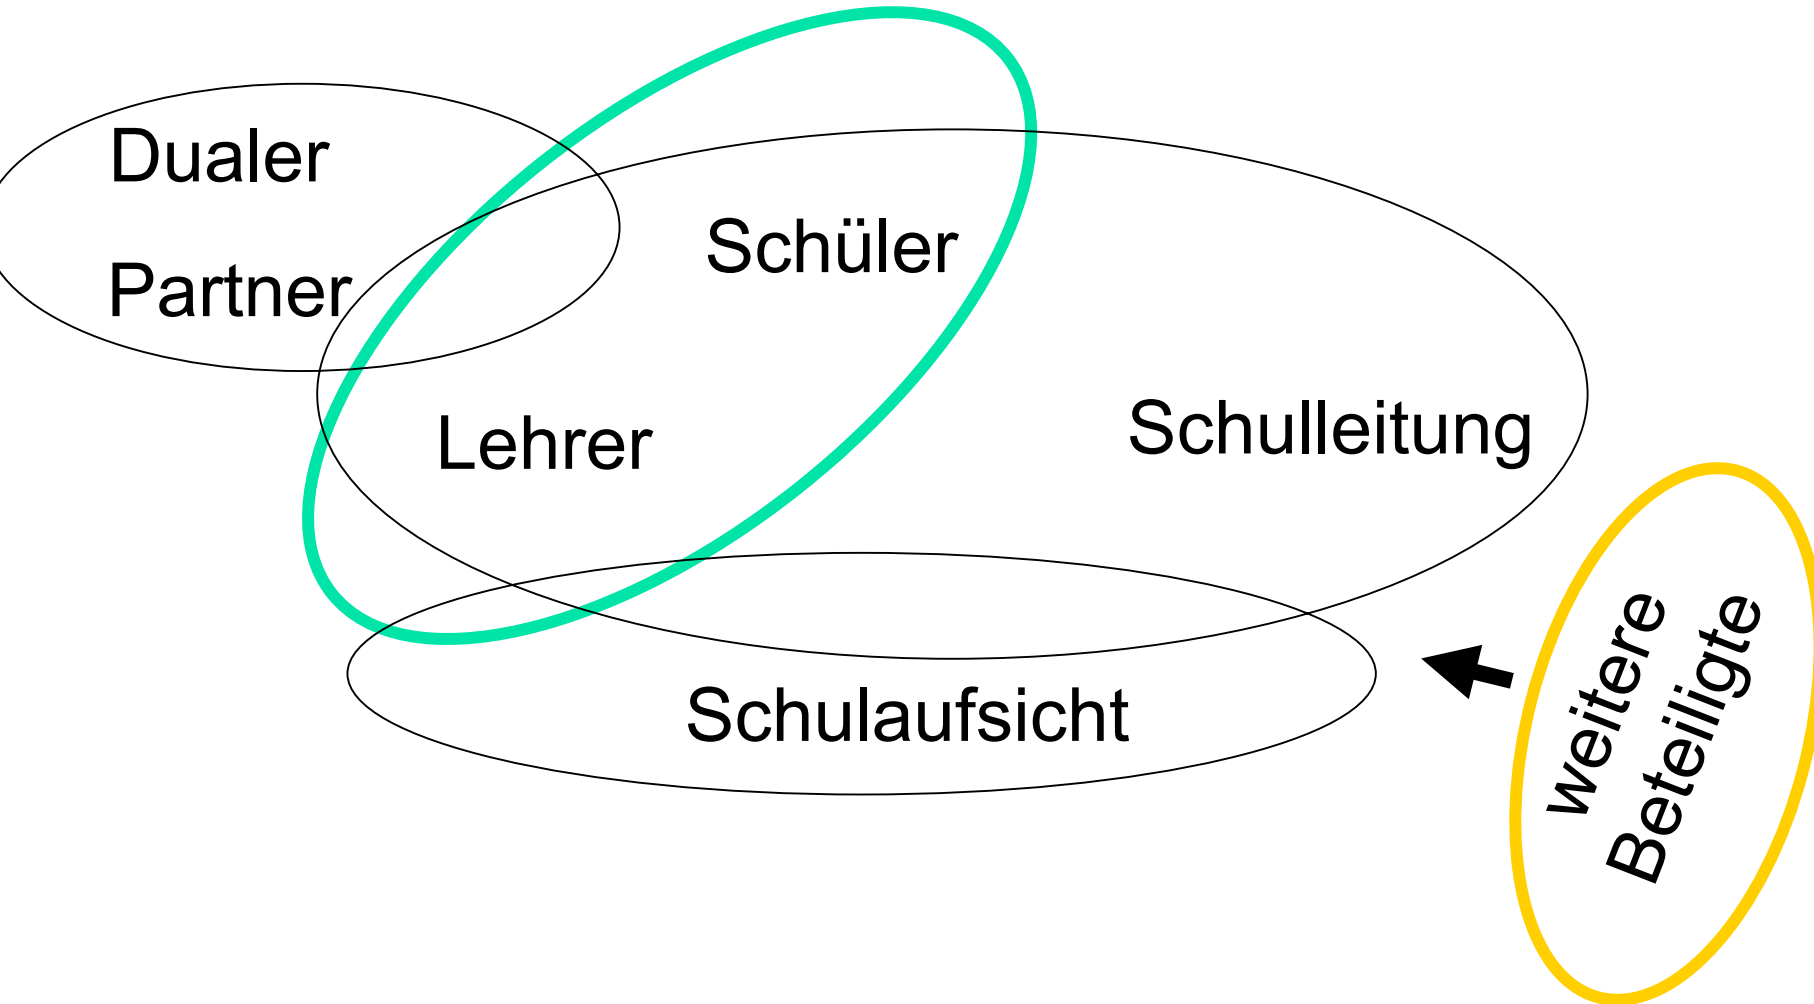 Dualer
Partner
Schüler
Lehrer
Schulleitung
Schulaufsicht
weitere
Beteiligte